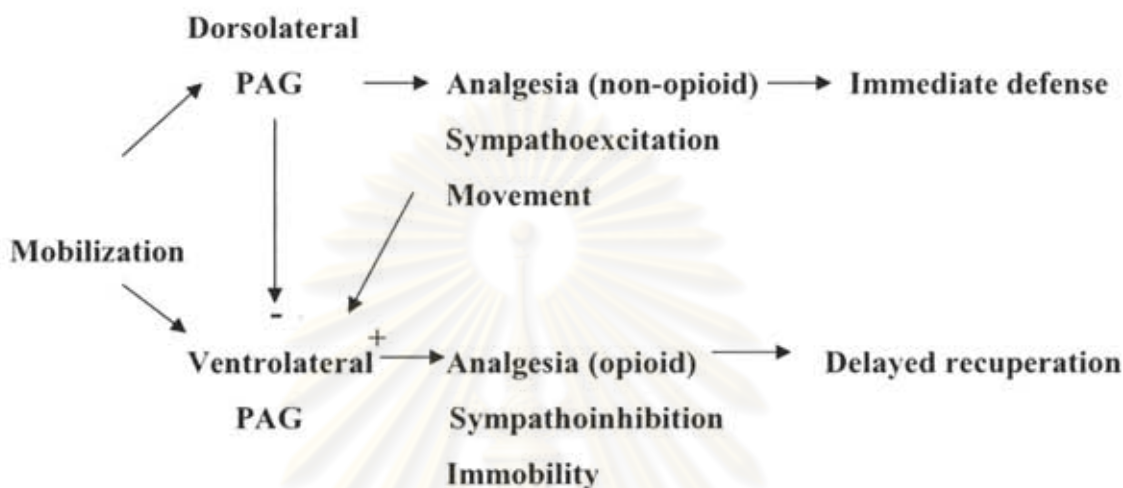 Dorsolateral
PAG Analgesia (non-opioid) Immediate defense
Sympathoexcitation
Movement
Mobilization
-
+
Ventrolateral Analgesia (opioid) Delayed recuperation
PAG Sympathoinhibition
Immobility